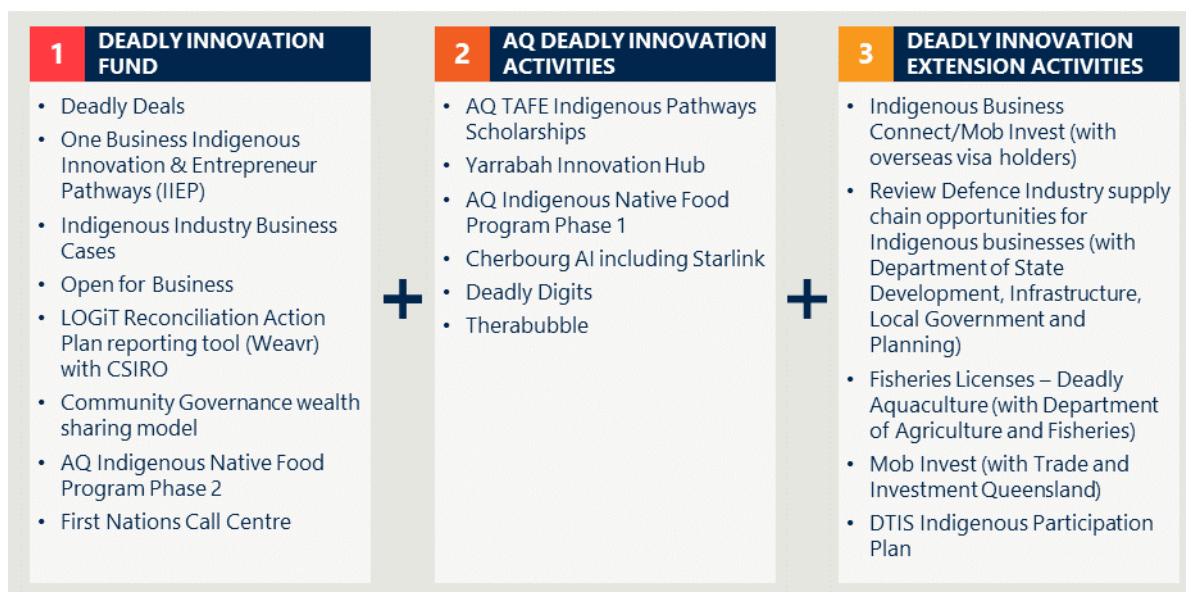 1
DEADLY INNOVATION
FUND
• Deadly Deals
• One Business Indigenous
Innovation & Entrepreneur
Pathways (IIEP)
• Indigenous Industry Business
Cases
• Open for Business
• LOGiT Reconciliation Action
Plan reporting tool (Weavr)
with CSIRO
• Community Governance wealth
sharing model
• AQ Indigenous Native Food
Program Phase 2
• First Nations Call Centre
+
2
AQ DEADLY INNOVATION
ACTIVITIES
• AQ TAFE Indigenous Pathways
Scholarships
• Yarrabah Innovation Hub
• AQ Indigenous Native Food
Program Phase 1
• Cherbourg AI including Starlink
• Deadly Digits
• Therabubble
+
3
DEADLY INNOVATION
EXTENSION ACTIVITIES
• Indigenous Business
Connect/Mob Invest (with
overseas visa holders)
• Review Defence Industry supply
chain opportunities for
Indigenous businesses (with
Department of State
Development, Infrastructure,
Local Government and
Planning)
• Fisheries Licenses – Deadly
Aquaculture (with Department
of Agriculture and Fisheries)
• Mob Invest (with Trade and
Investment Queensland)
• DTIS Indigenous Participation
Plan